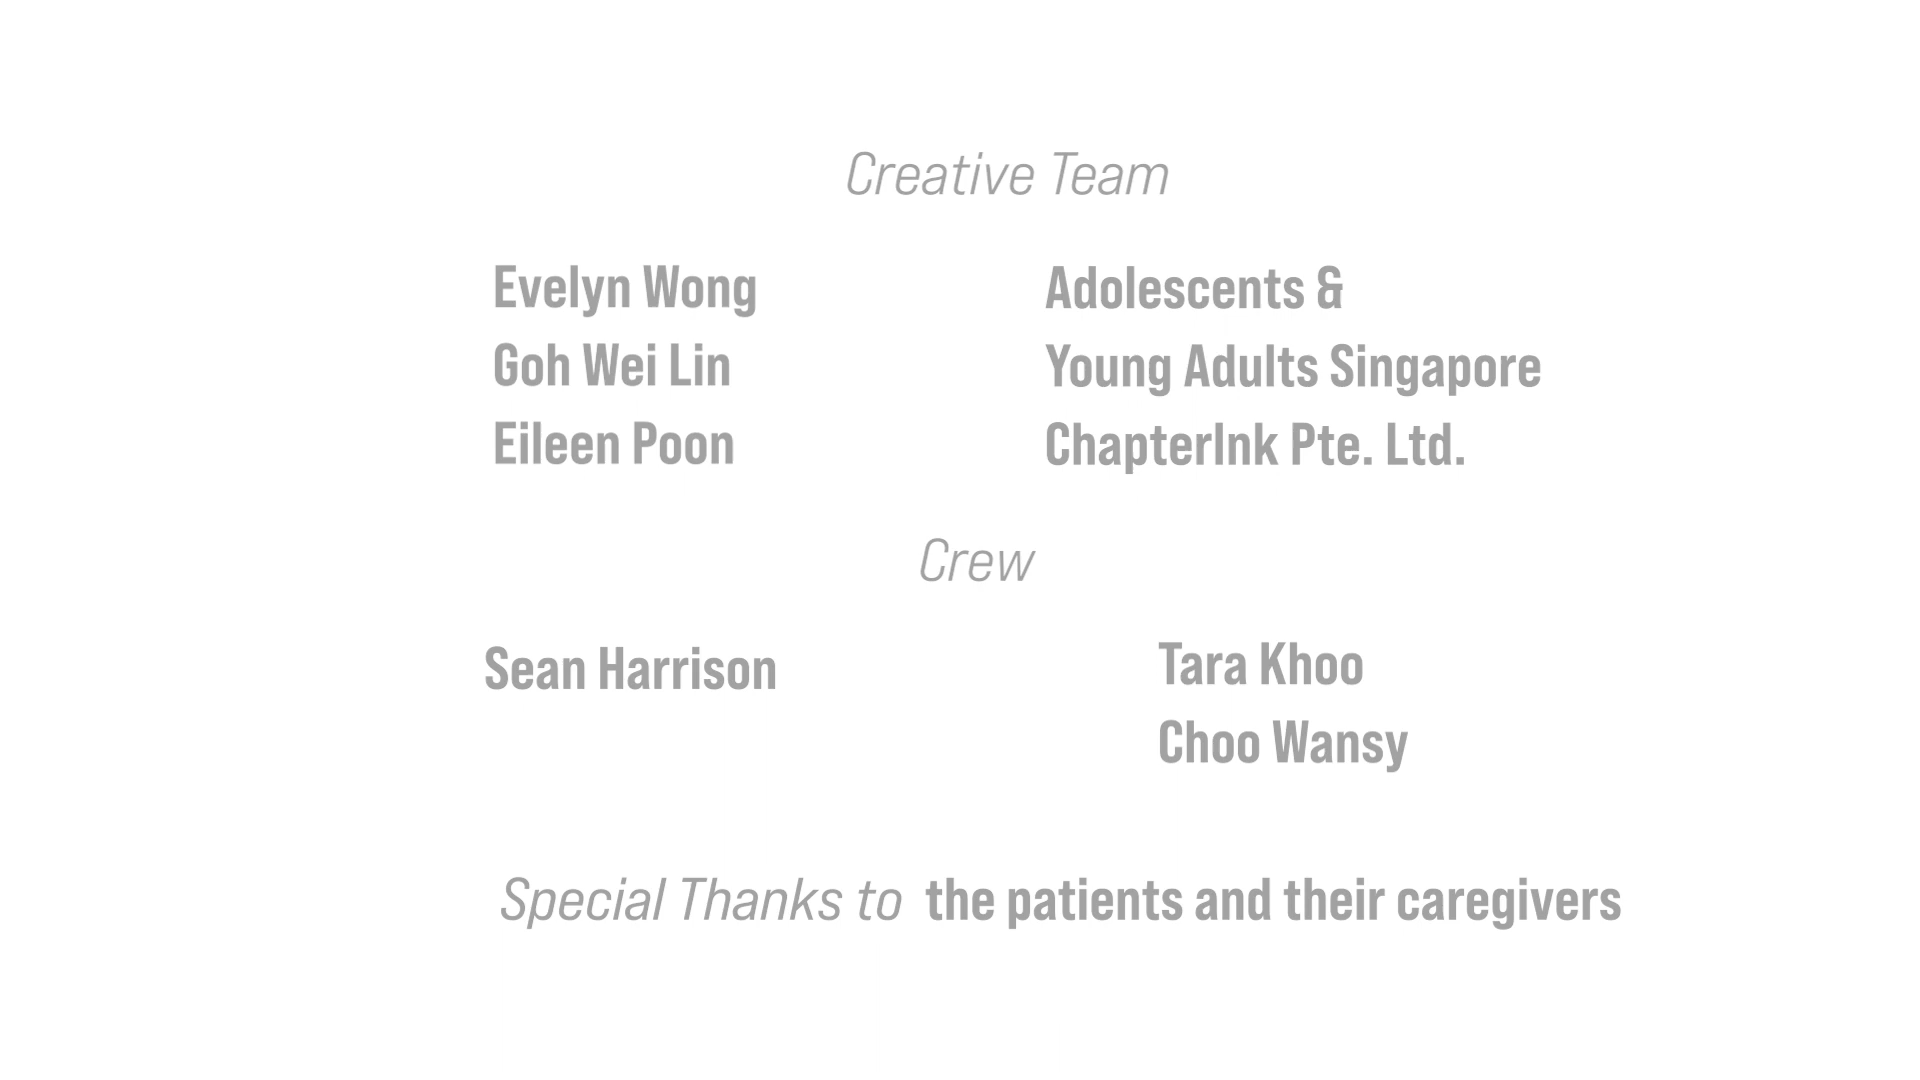 Creative Team
Evelyn Wong
Goh Wei Lin
Eileen Poon
Adolescents &
Young Adults Singapore
ChapterInk Pte. Ltd.
Crew
Sean Harrison
Tara Khoo
Choo Wansy
Special Thanks to the patients and their caregivers